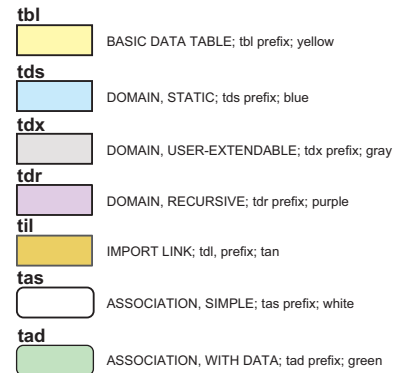 tbl
BASIC DATA TABLE; tbl prefix; yellow
tds
DOMAIN, STATIC; tds prefix; blue
tdx
DOMAIN, USER-EXTENDABLE; tdx prefix; gray
tdr
DOMAIN, RECURSIVE; tdr prefix; purple
til
IMPORT LINK; tdl, prefix; tan
tas
ASSOCIATION, SIMPLE; tas prefix; white
tad
ASSOCIATION, WITH DATA; tad prefix; green